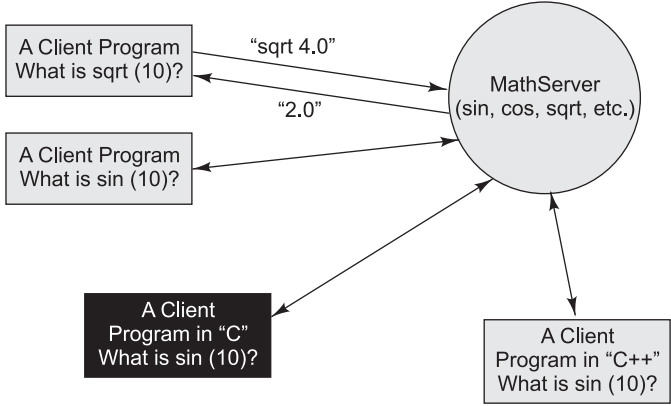 A Client Program
What is sqrt (10)?
“sqrt 4.0”
“2.0”
MathServer
(sin, cos, sqrt, etc.)
A Client Program
What is sin (10)?
A Client
Program in “C”
What is sin (10)?
A Client
Program in “C++”
What is sin (10)?